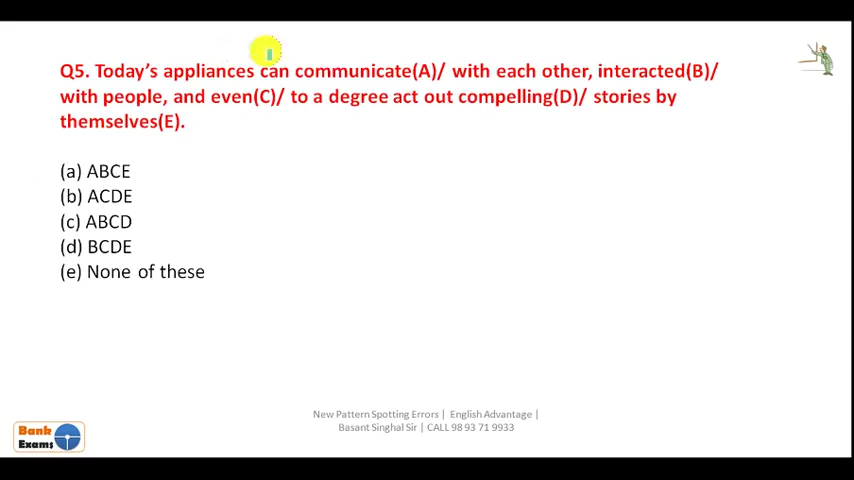 Q5. Today's appliances can communicate(A)/ with each other, interacted(B)/
with people, and even(C)/ to a degree act out compelling(D)/ stories by
themselves(E).
(a) ABCE
(b) ACDE
(c) ABCD
(d) BCDE
(e) None of these
New Pattern Spotting Errors | English Advantage |
Basant Singhal Sir | CALL 98 93 71 9933
Bank
Exams